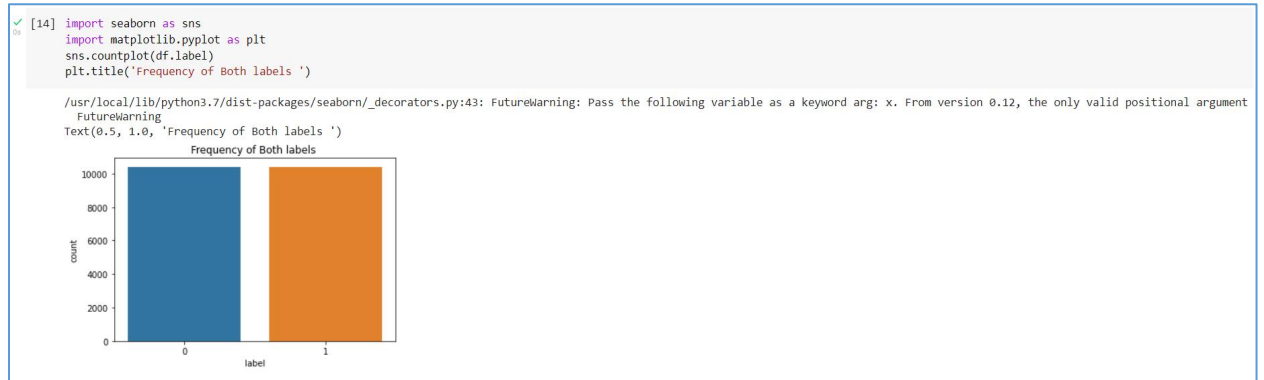 [14] import seaborn as sns
0s
import matplotlib.pyplot as plt
sns.countplot(df.label)
plt.title('Frequency of Both labels ')
/usr/local/lib/python3.7/dist-packages/seaborn/_decorators.py:43: FutureWarning: Pass the following variable as a keyword arg: x. From version 0.12, the only valid positional argument
FutureWarning
Text(0.5, 1.0, 'Frequency of Both labels ')
Frequency of Both labels
10000
8000
6000
4000
2000
0
count
0 1
label